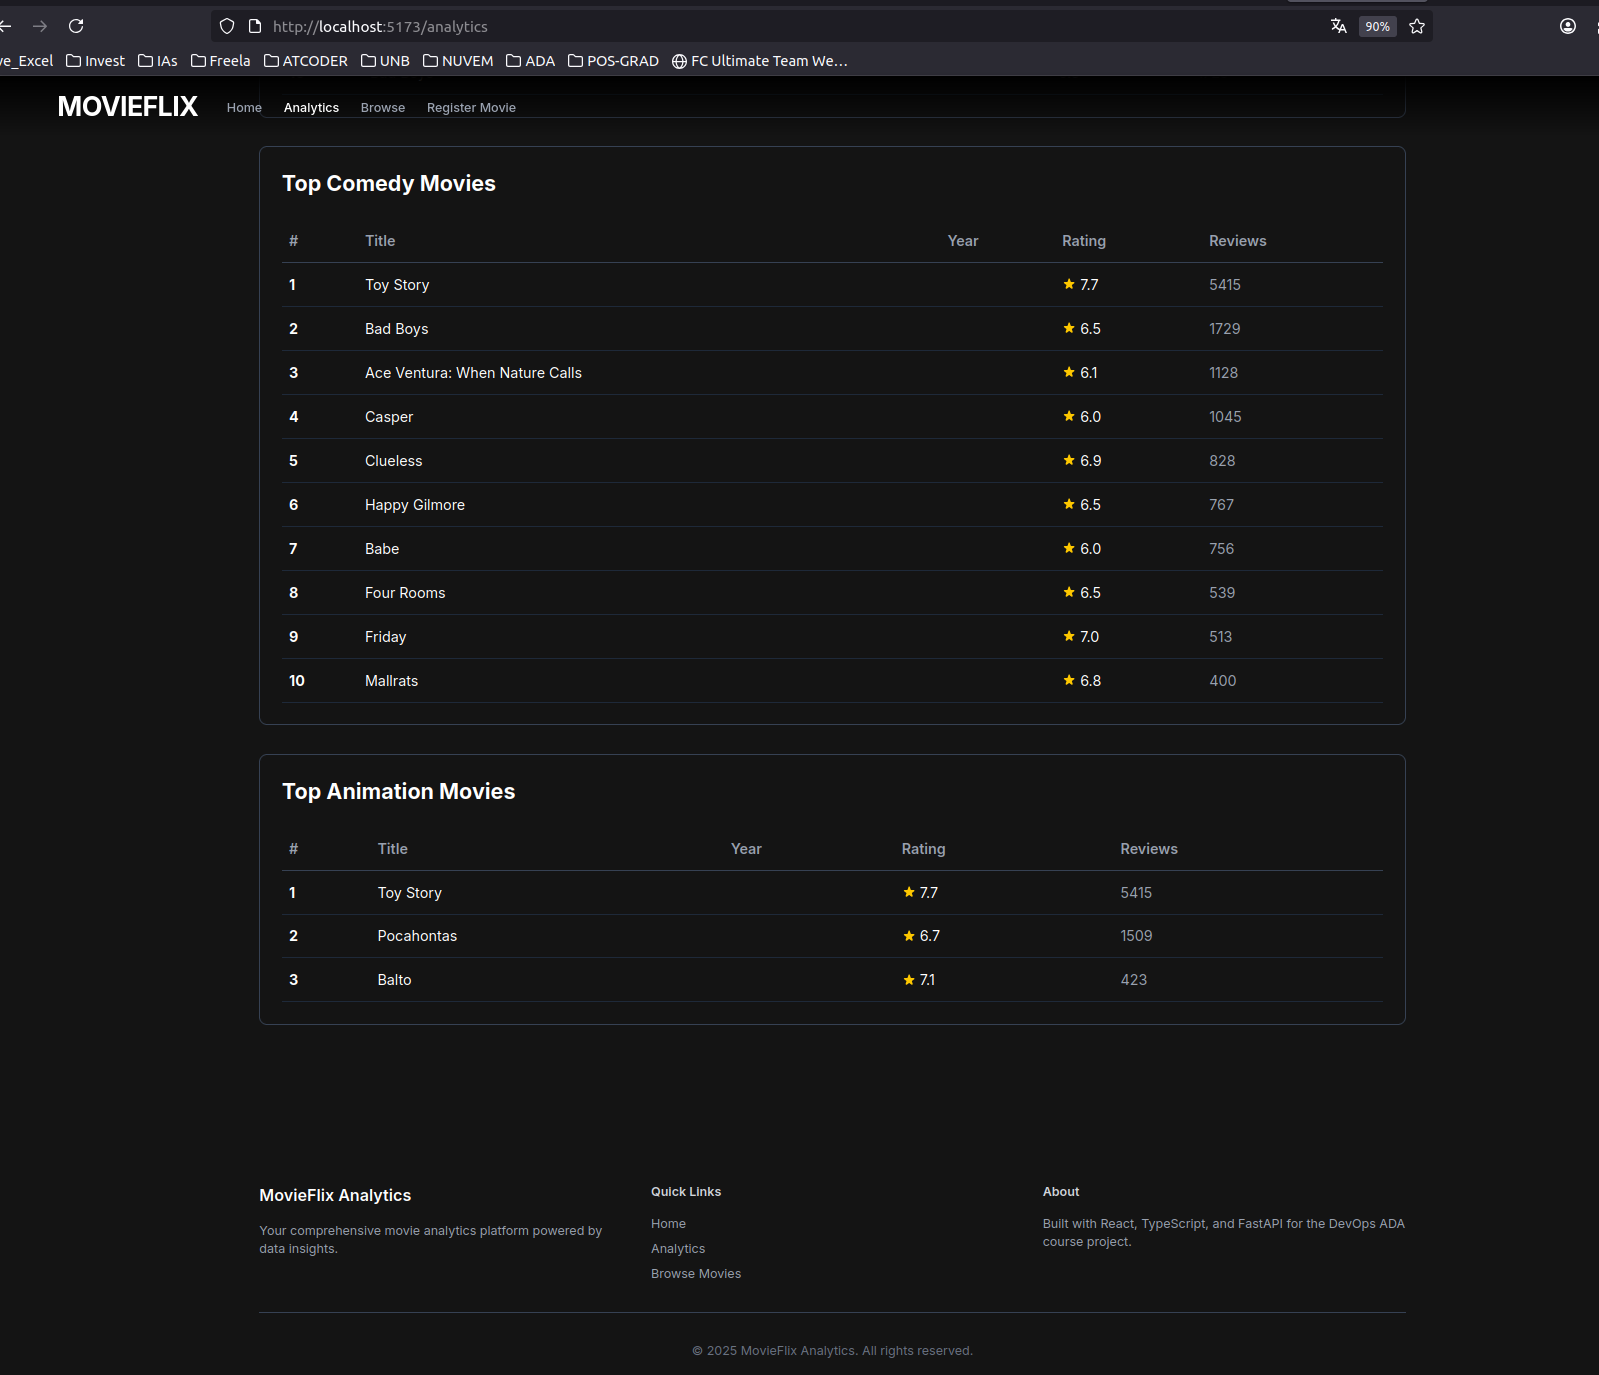 http://localhost:5173/analytics 90%
ve_Excel Invest IAs Freela ATCODER UNB NUVEM ADA POS-GRAD FC Ultimate Team We…
MOVIEFLIX Home Analytics Browse Register Movie
Top Comedy Movies
# Title Year Rating Reviews
1 Toy Story ★ 7.7 5415
2 Bad Boys ★ 6.5 1729
3 Ace Ventura: When Nature Calls ★ 6.1 1128
4 Casper ★ 6.0 1045
5 Clueless ★ 6.9 828
6 Happy Gilmore ★ 6.5 767
7 Babe ★ 6.0 756
8 Four Rooms ★ 6.5 539
9 Friday ★ 7.0 513
10 Mallrats ★ 6.8 400
Top Animation Movies
# Title Year Rating Reviews
1 Toy Story ★ 7.7 5415
2 Pocahontas ★ 6.7 1509
3 Balto ★ 7.1 423
MovieFlix Analytics
Your comprehensive movie analytics platform powered by
data insights.
Quick Links
Home
Analytics
Browse Movies
About
Built with React, TypeScript, and FastAPI for the DevOps ADA
course project.
© 2025 MovieFlix Analytics. All rights reserved.